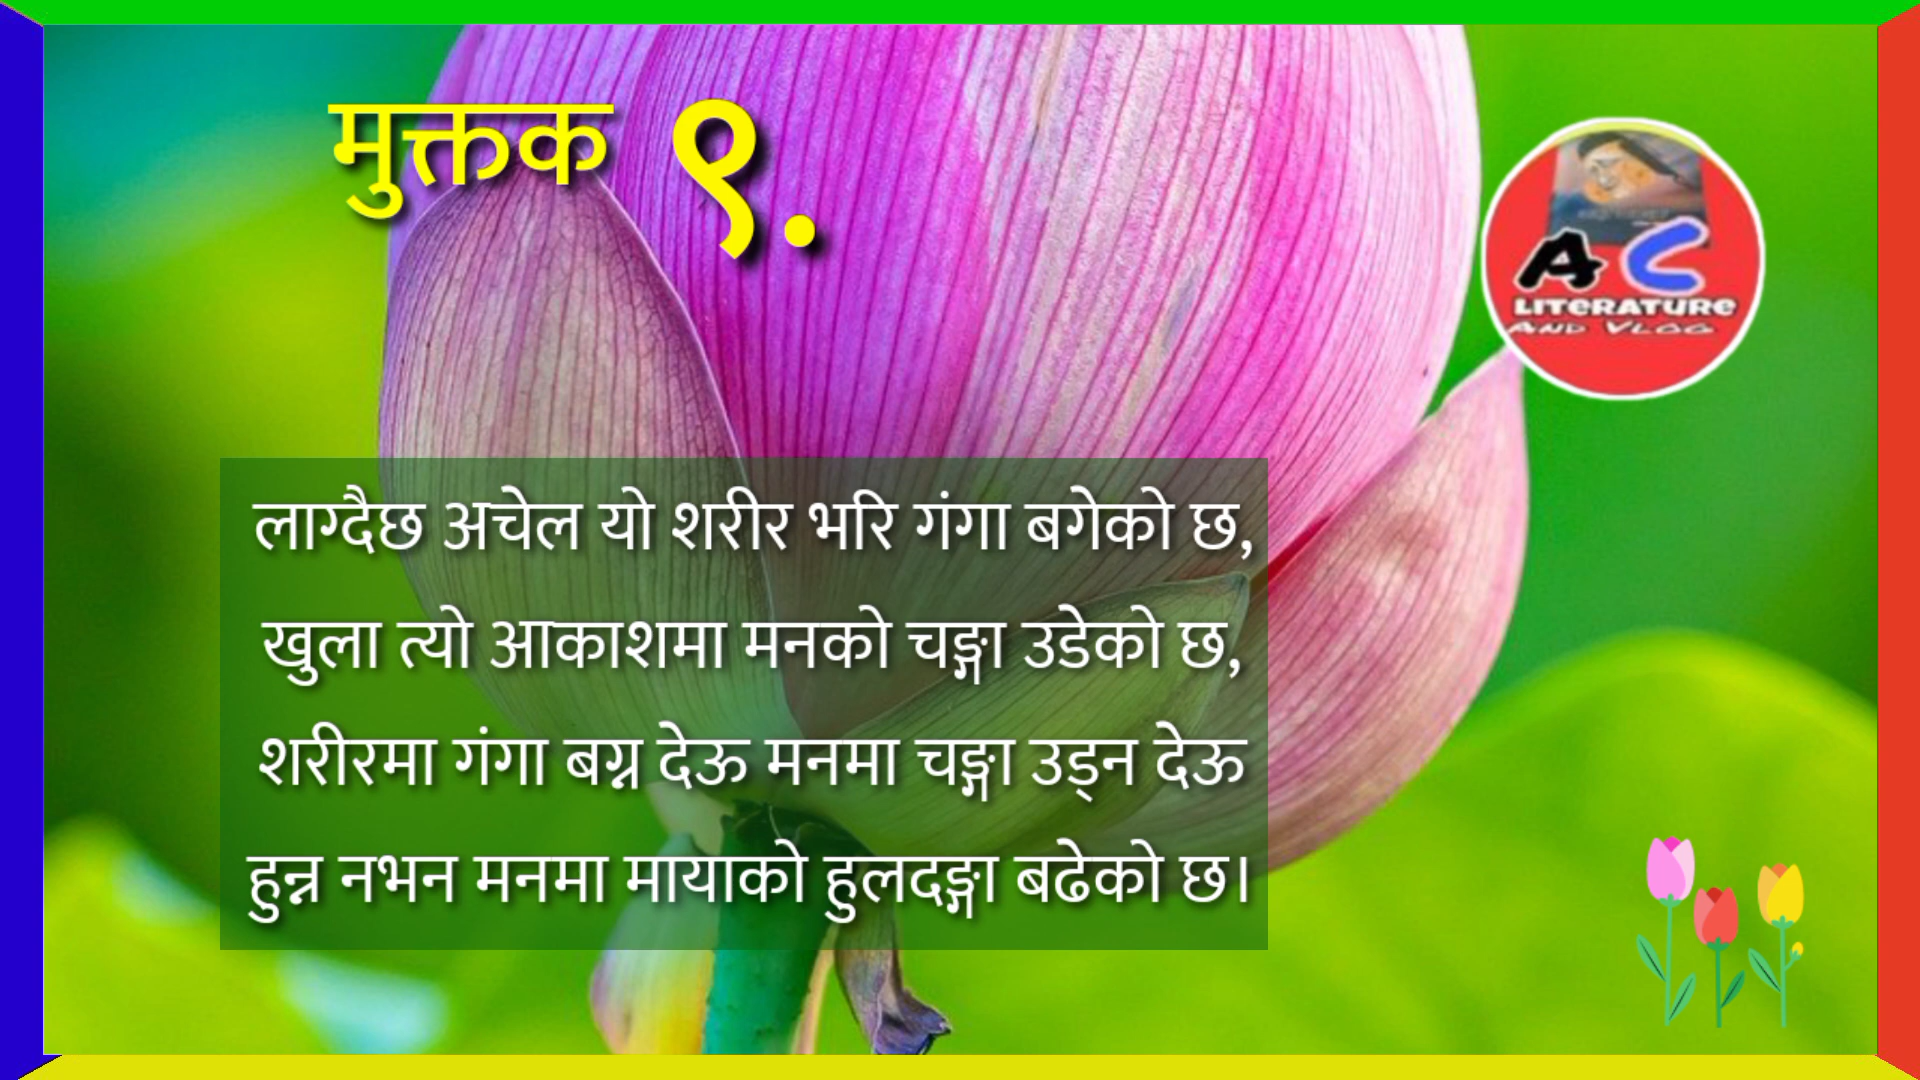 मुक्तक ९.
A C
LITERATURE
AND VLOG
लाग्दैछ अचेल यो शरीर भरि गंगा बगेको छ,
खुला त्यो आकाशमा मनको चङ्गा उडेको छ,
शरीरमा गंगा बग्न देऊ मनमा चङ्गा उड्न देऊ
हुन्न नभन मनमा मायाको हुलदङ्गा बढेको छ।